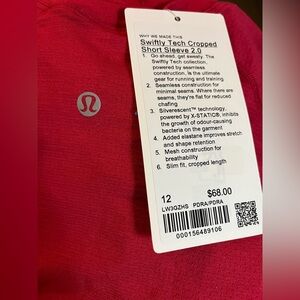 WHY WE MADE THIS
Swiftly Tech Cropped
Short Sleeve 2.0
1. Go ahead, get sweaty. The
Swiftly Tech collection,
powered by seamless
construction, is the ultimate
gear for running and training
2. Seamless construction for
minimal seams. Where there are
seams, they're flat for reduced
chafing
3. Silverescent™ technology,
powered by X-STATIC®, inhibits
the growth of odour-causing
bacteria on the garment
4. Added elastane improves stretch
and shape retention
5. Mesh construction for
breathability
6. Slim fit, cropped length
12 $68.00
LW3GZHS PDRA/PDRA
000156489106